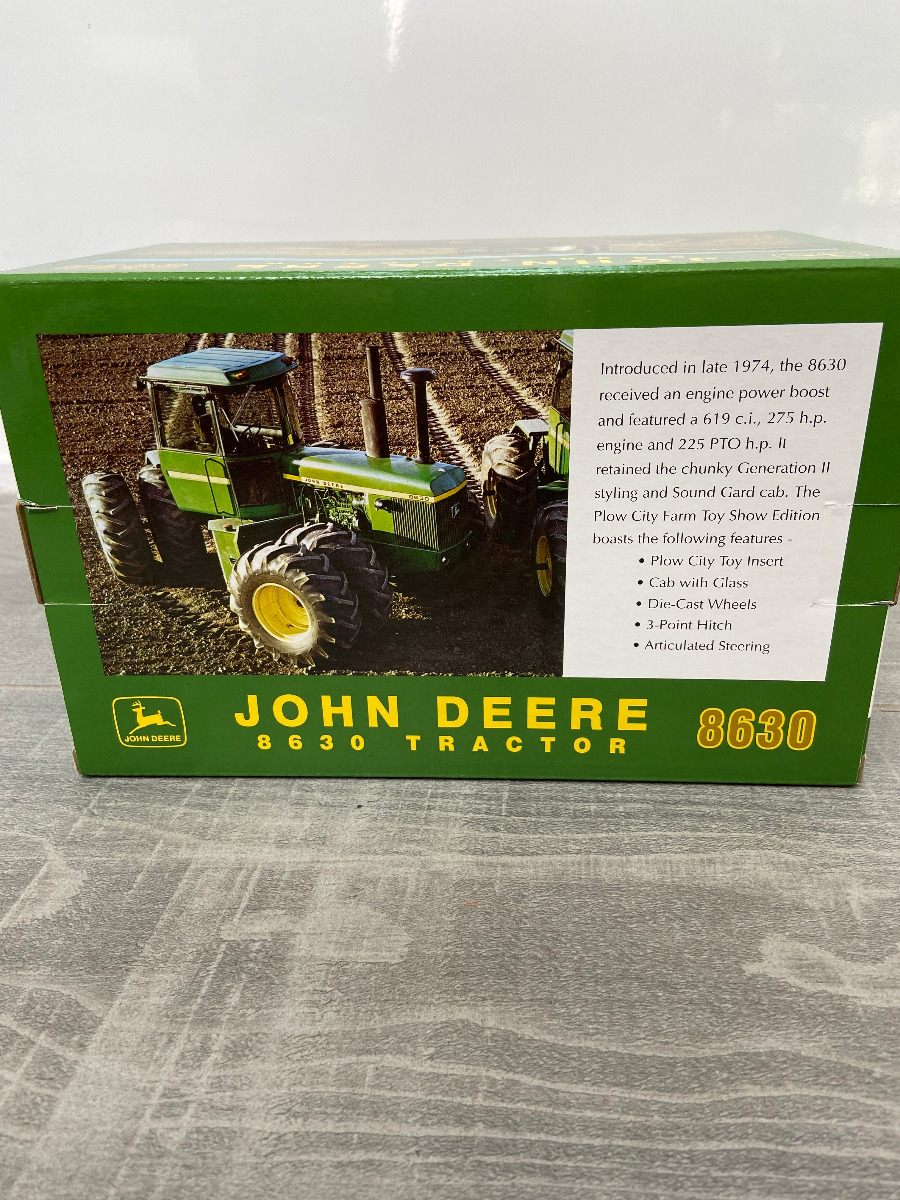 Introduced in late 1974, the 8630
received an engine power boost
and featured a 619 c.i., 275 h.p.
engine and 225 PTO h.p. It
retained the chunky Generation II
styling and Sound Gard cab. The
Plow City Farm Toy Show Edition
boasts the following features -
• Plow City Toy Insert
• Cab with Glass
• Die-Cast Wheels
• 3-Point Hitch
• Articulated Steering
JOHN DEERE
8630
JOHN DEERE
JOHN DEERE
8630 TRACTOR
8630